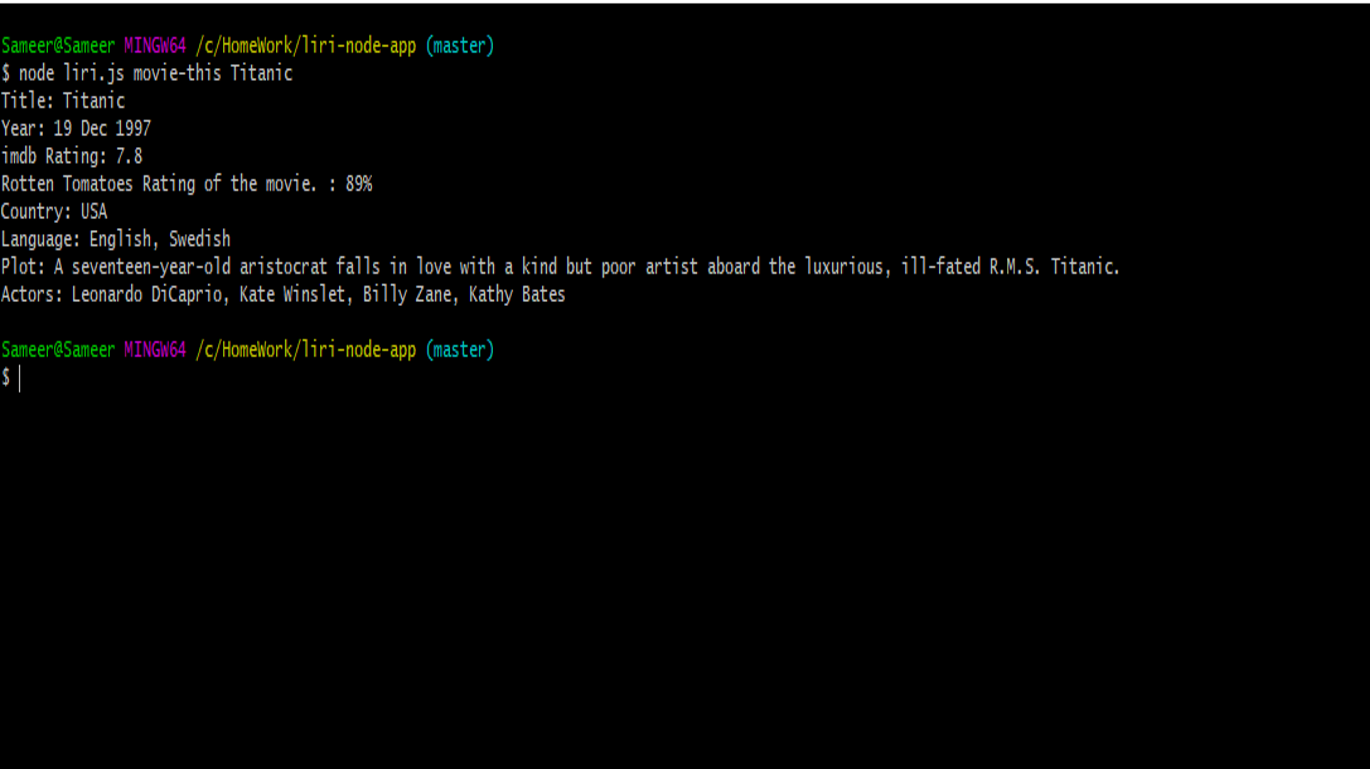 Sameer@Sameer MINGW64 /c/HomeWork/liri-node-app (master)
$ node liri.js movie-this Titanic
Title: Titanic
Year: 19 Dec 1997
imdb Rating: 7.8
Rotten Tomatoes Rating of the movie. : 89%
Country: USA
Language: English, Swedish
Plot: A seventeen-year-old aristocrat falls in love with a kind but poor artist aboard the luxurious, ill-fated R.M.S. Titanic.
Actors: Leonardo DiCaprio, Kate Winslet, Billy Zane, Kathy Bates
Sameer@Sameer MINGW64 /c/HomeWork/liri-node-app (master)
$